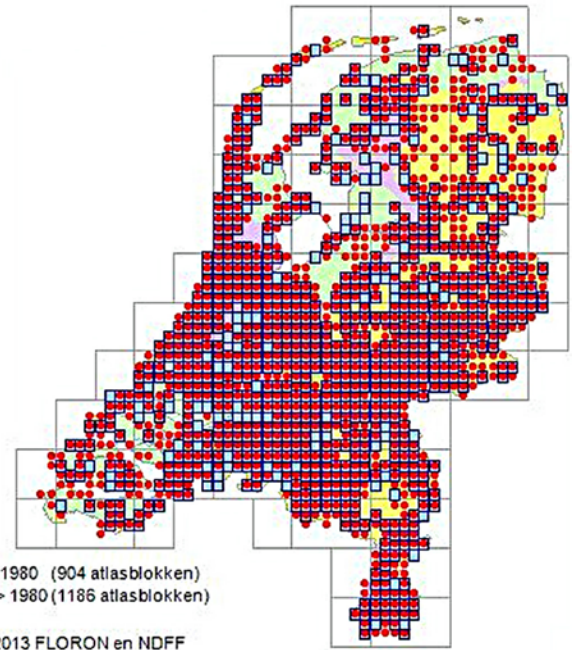 1980 (904 atlasblokken)
> 1980 (1186 atlasblokken)
2013 FLORON en NDFF